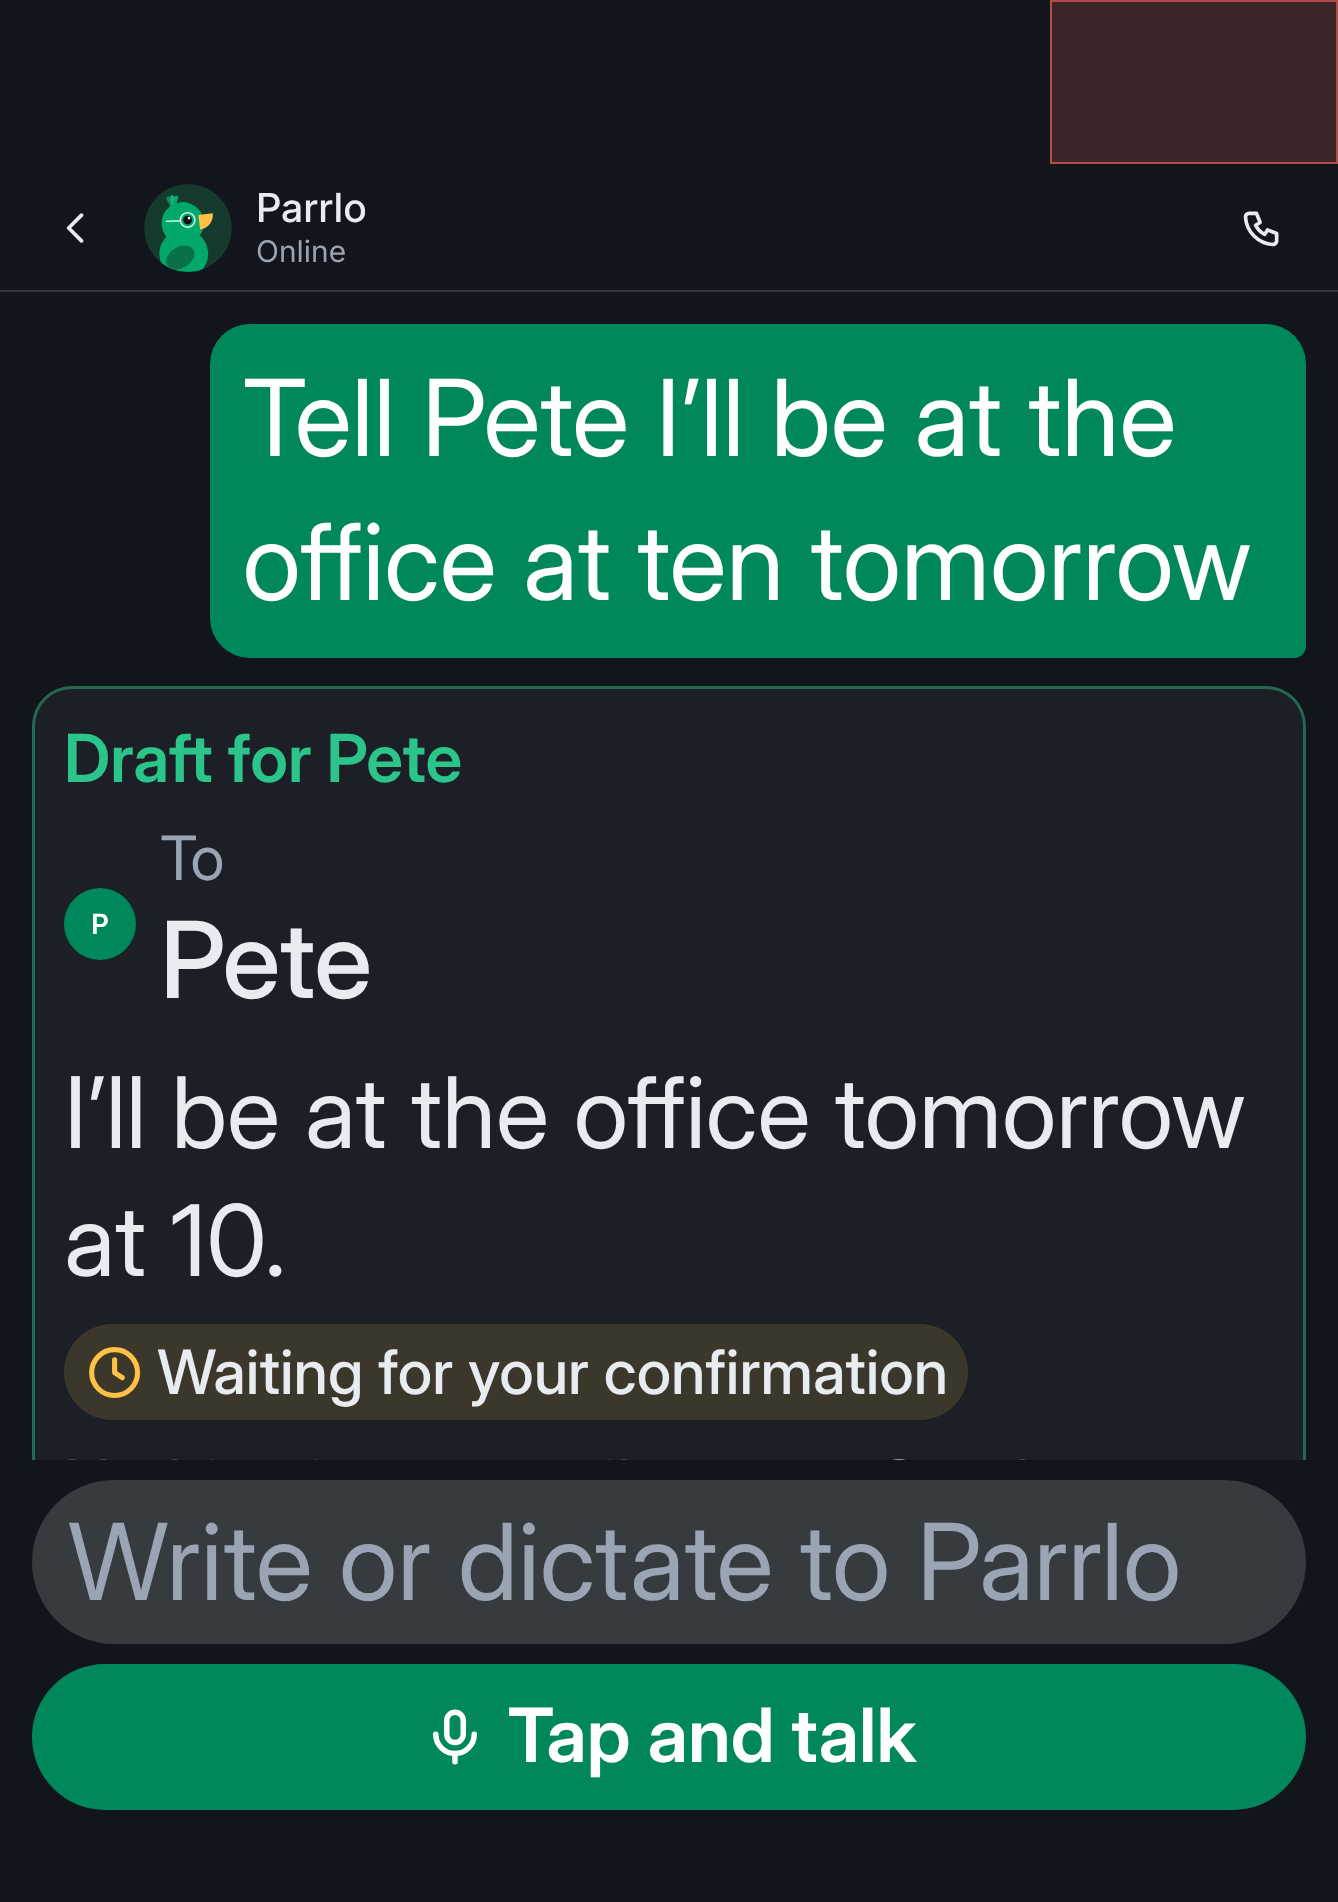 Parrlo
Online
Tell Pete I’ll be at the
office at ten tomorrow
Draft for Pete
To
P
Pete
I’ll be at the office tomorrow
at 10.
Waiting for your confirmation
Write or dictate to Parrlo
Tap and talk